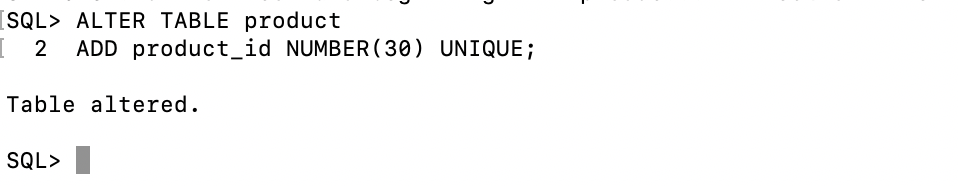 SQL> ALTER TABLE product
2 ADD product_id NUMBER(30) UNIQUE;
Table altered.
SQL>